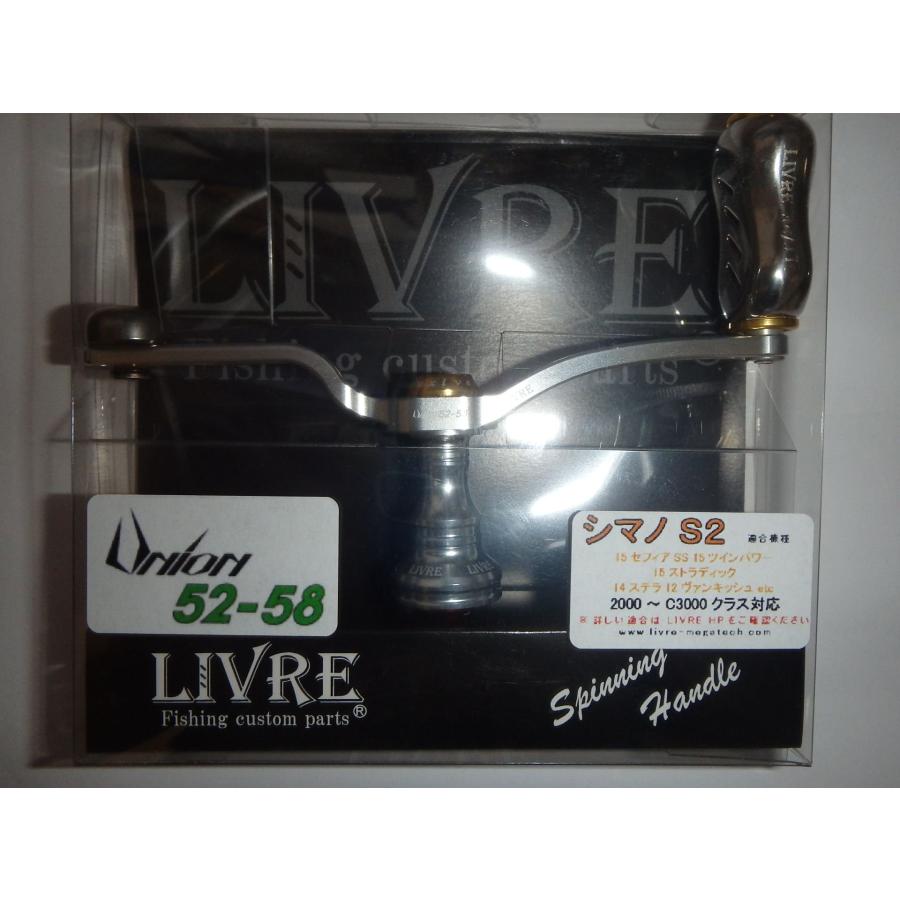 LIVRE
Fishing custom parts
LIVRE
52-5
LIVRE LIVRE
UNION
52-58
シマノ S2 適合機種
15 セフィア SS 15 ツインパワー
15 ストラディック
14 ステラ 12 ヴァンキッシュ etc
2000 ～ C3000 クラス対応
※ 詳しい適合は LIVRE HP をご確認ください
www.livre-megatech.com
LIVRE
Fishing custom parts®
Spinning
Handle